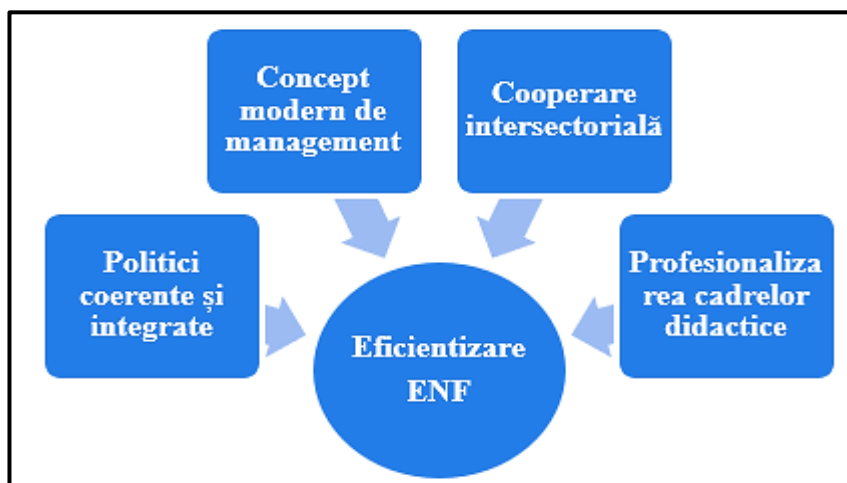 Concept
modern de
management
Cooperare
intersectorială
Politici
coerente și
integrate
Profesionaliza
rea cadrelor
didactice
Eficientizare
ENF